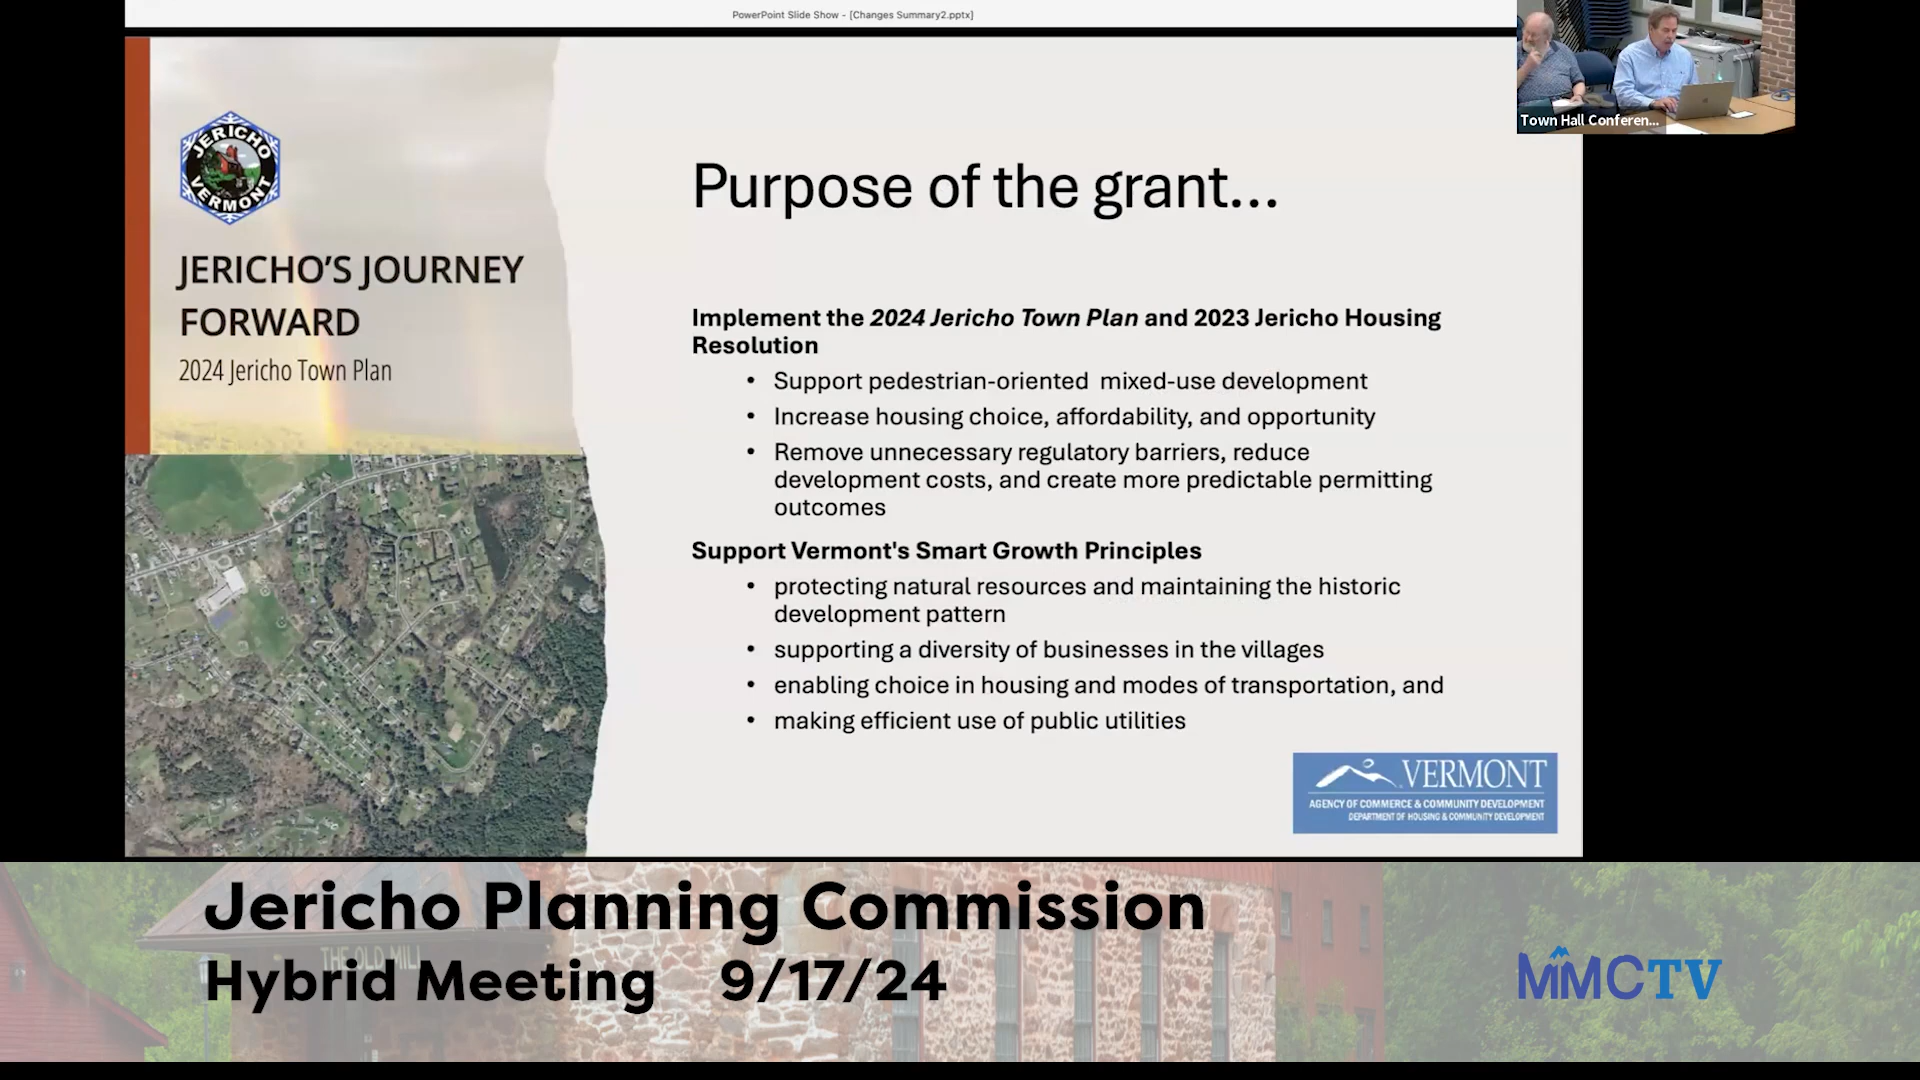 PowerPoint Slide Show - [Changes Summary2.pptx]
Town Hall Conferen...
JERICHO
VERMONT
JERICHO'S JOURNEY
FORWARD
2024 Jericho Town Plan
Purpose of the grant...
Implement the 2024 Jericho Town Plan and 2023 Jericho Housing
Resolution
• Support pedestrian-oriented mixed-use development
• Increase housing choice, affordability, and opportunity
• Remove unnecessary regulatory barriers, reduce
development costs, and create more predictable permitting
outcomes
Support Vermont's Smart Growth Principles
• protecting natural resources and maintaining the historic
development pattern
• supporting a diversity of businesses in the villages
• enabling choice in housing and modes of transportation, and
• making efficient use of public utilities
VERMONT
AGENCY OF COMMERCE & COMMUNITY DEVELOPMENT
DEPARTMENT OF HOUSING & COMMUNITY DEVELOPMENT
Jericho Planning Commission
THE OLD MILL
Hybrid Meeting 9/17/24
MMCTV